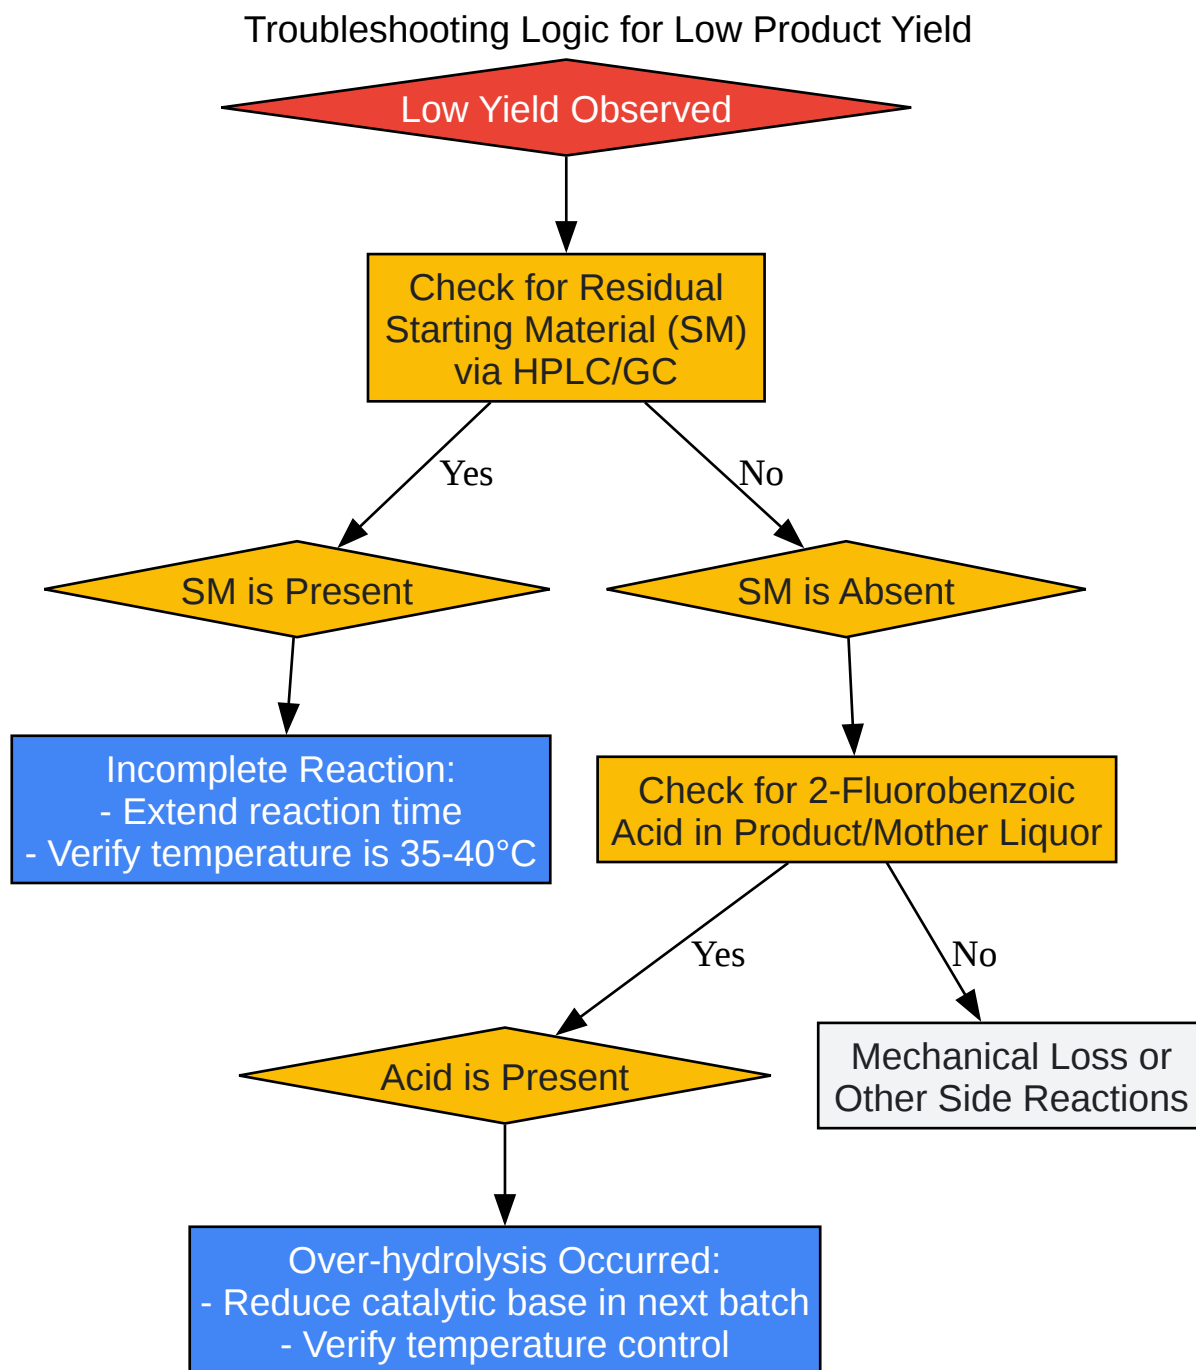 Troubleshooting Logic for Low Product Yield
Low Yield Observed
Check for Residual
Starting Material (SM)
via HPLC/GC
Yes
No
SM is Present
SM is Absent
Incomplete Reaction:
- Extend reaction time
- Verify temperature is 35-40°C
Check for 2-Fluorobenzoic
Acid in Product/Mother Liquor
Yes
No
Acid is Present
Mechanical Loss or
Other Side Reactions
Over-hydrolysis Occurred:
- Reduce catalytic base in next batch
- Verify temperature control